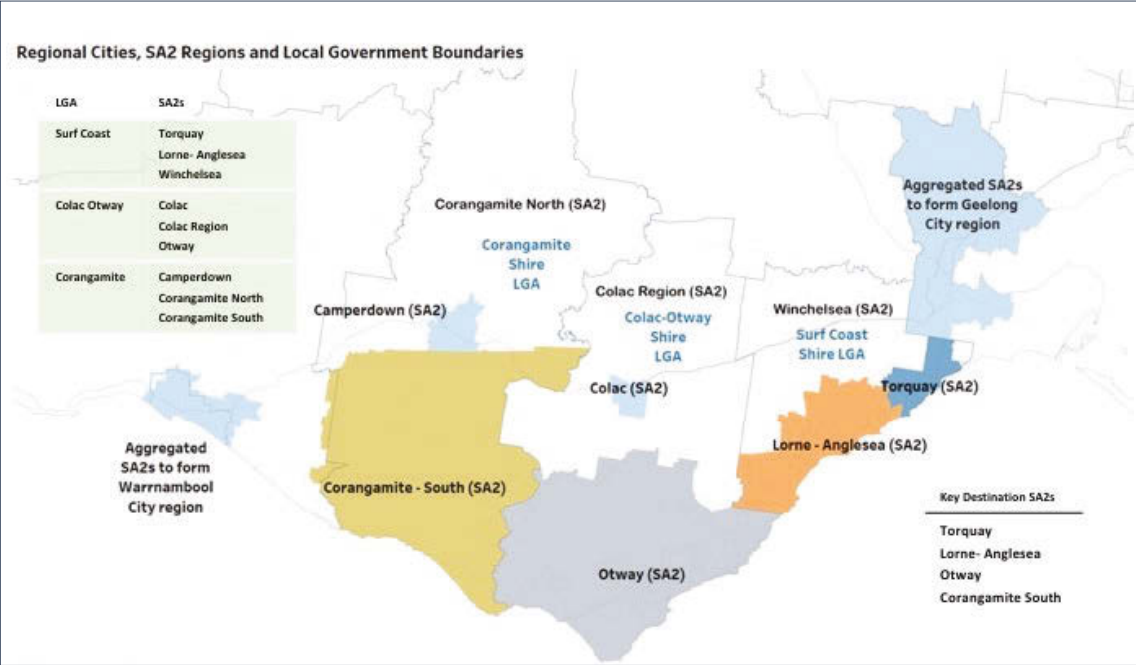 Regional Cities, SA2 Regions and Local Government Boundaries
LGA SA2s
Surf Coast Torquay
Lorne- Anglesea
Winchelsea
Colac Otway Colac
Colac Region
Otway
Corangamite Camperdown
Corangamite North
Corangamite South
Aggregated SA2s
to form Geelong
City region
Corangamite North (SA2)
Corangamite
Shire
LGA
Colac Region (SA2)
Colac-Otway
Shire
LGA
Winchelsea (SA2)
Surf Coast
Shire LGA
Camperdown (SA2)
Colac (SA2)
Torquay (SA2)
Lorne - Anglesea (SA2)
Aggregated
SA2s to form
Warrnambool
City region
Corangamite - South (SA2)
Otway (SA2)
Key Destination SA2s
Torquay
Lorne- Anglesea
Otway
Corangamite South